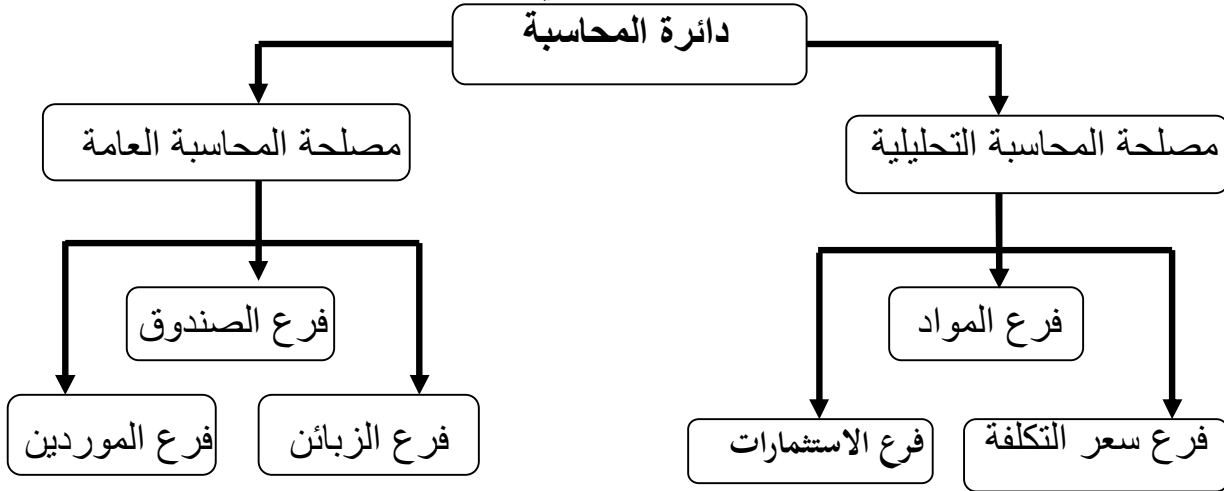 دائرة المحاسبة
مصلحة المحاسبة التحليلية
مصلحة المحاسبة العامة
فرع المواد
فرع الصندوق
فرع سعر التكلفة
فرع الاستثمارات
فرع الزبائن
فرع الموردين